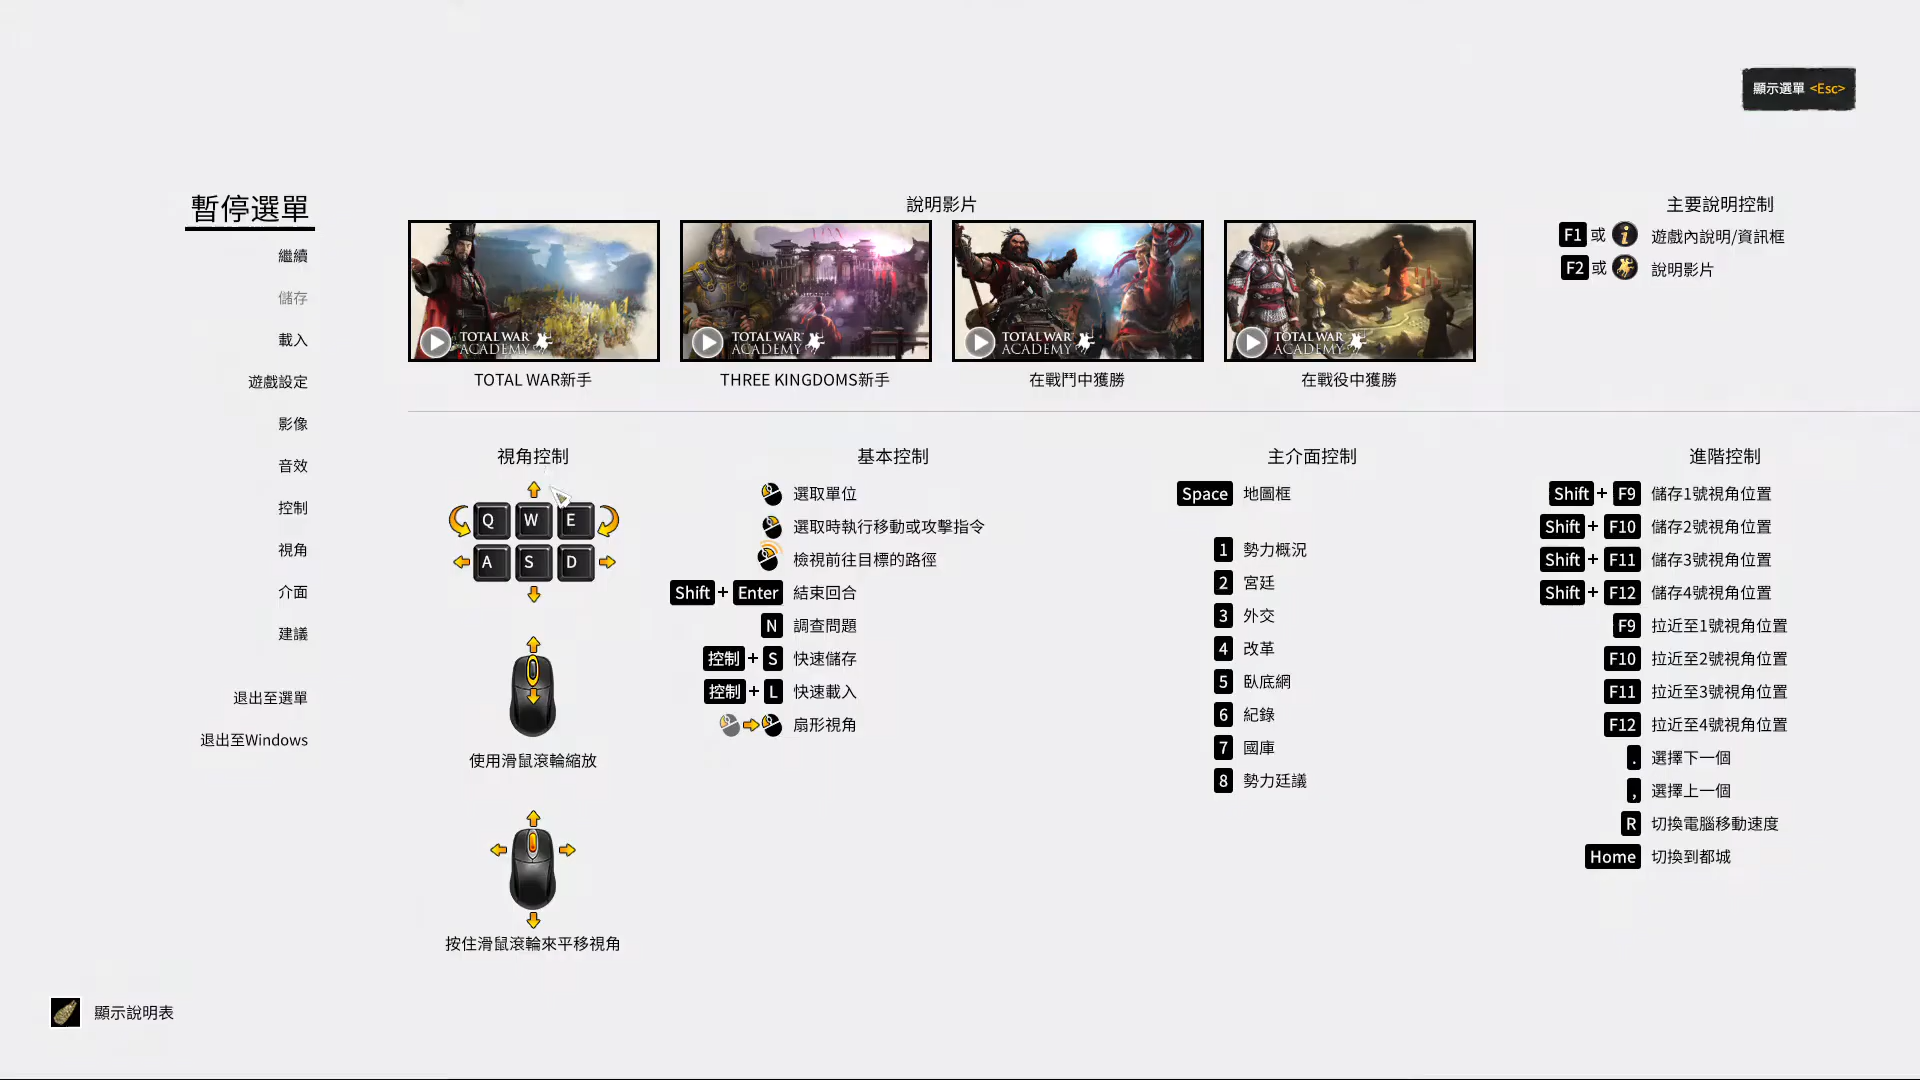 顯示選單 <Esc>
暫停選單
繼續
儲存
載入
遊戲設定
影像
音效
控制
視角
介面
建議
退出至選單
退出至Windows
顯示說明表
說明影片
TOTAL WAR
ACADEMY
TOTAL WAR新手
TOTAL WAR
ACADEMY
THREE KINGDOMS新手
TOTAL WAR
ACADEMY
在戰鬥中獲勝
TOTAL WAR
ACADEMY
在戰役中獲勝
主要說明控制
F1 或 i 遊戲內說明/資訊框
F2 或 說明影片
視角控制
Q W E
A S D
使用滑鼠滾輪縮放
按住滑鼠滾輪來平移視角
基本控制
選取單位
選取時執行移動或攻擊指令
檢視前往目標的路徑
Shift + Enter 結束回合
N 調查問題
控制 + S 快速儲存
控制 + L 快速載入
扇形視角
主介面控制
Space 地圖框
1 勢力概況
2 宮廷
3 外交
4 改革
5 臥底網
6 紀錄
7 國庫
8 勢力廷議
進階控制
Shift + F9 儲存1號視角位置
Shift + F10 儲存2號視角位置
Shift + F11 儲存3號視角位置
Shift + F12 儲存4號視角位置
F9 拉近至1號視角位置
F10 拉近至2號視角位置
F11 拉近至3號視角位置
F12 拉近至4號視角位置
. 選擇下一個
, 選擇上一個
R 切換電腦移動速度
Home 切換到都城